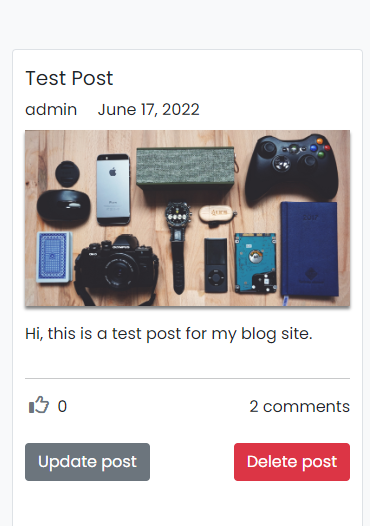 Test Post
admin June 17, 2022
Hi, this is a test post for my blog site.
0 2 comments
Update post Delete post